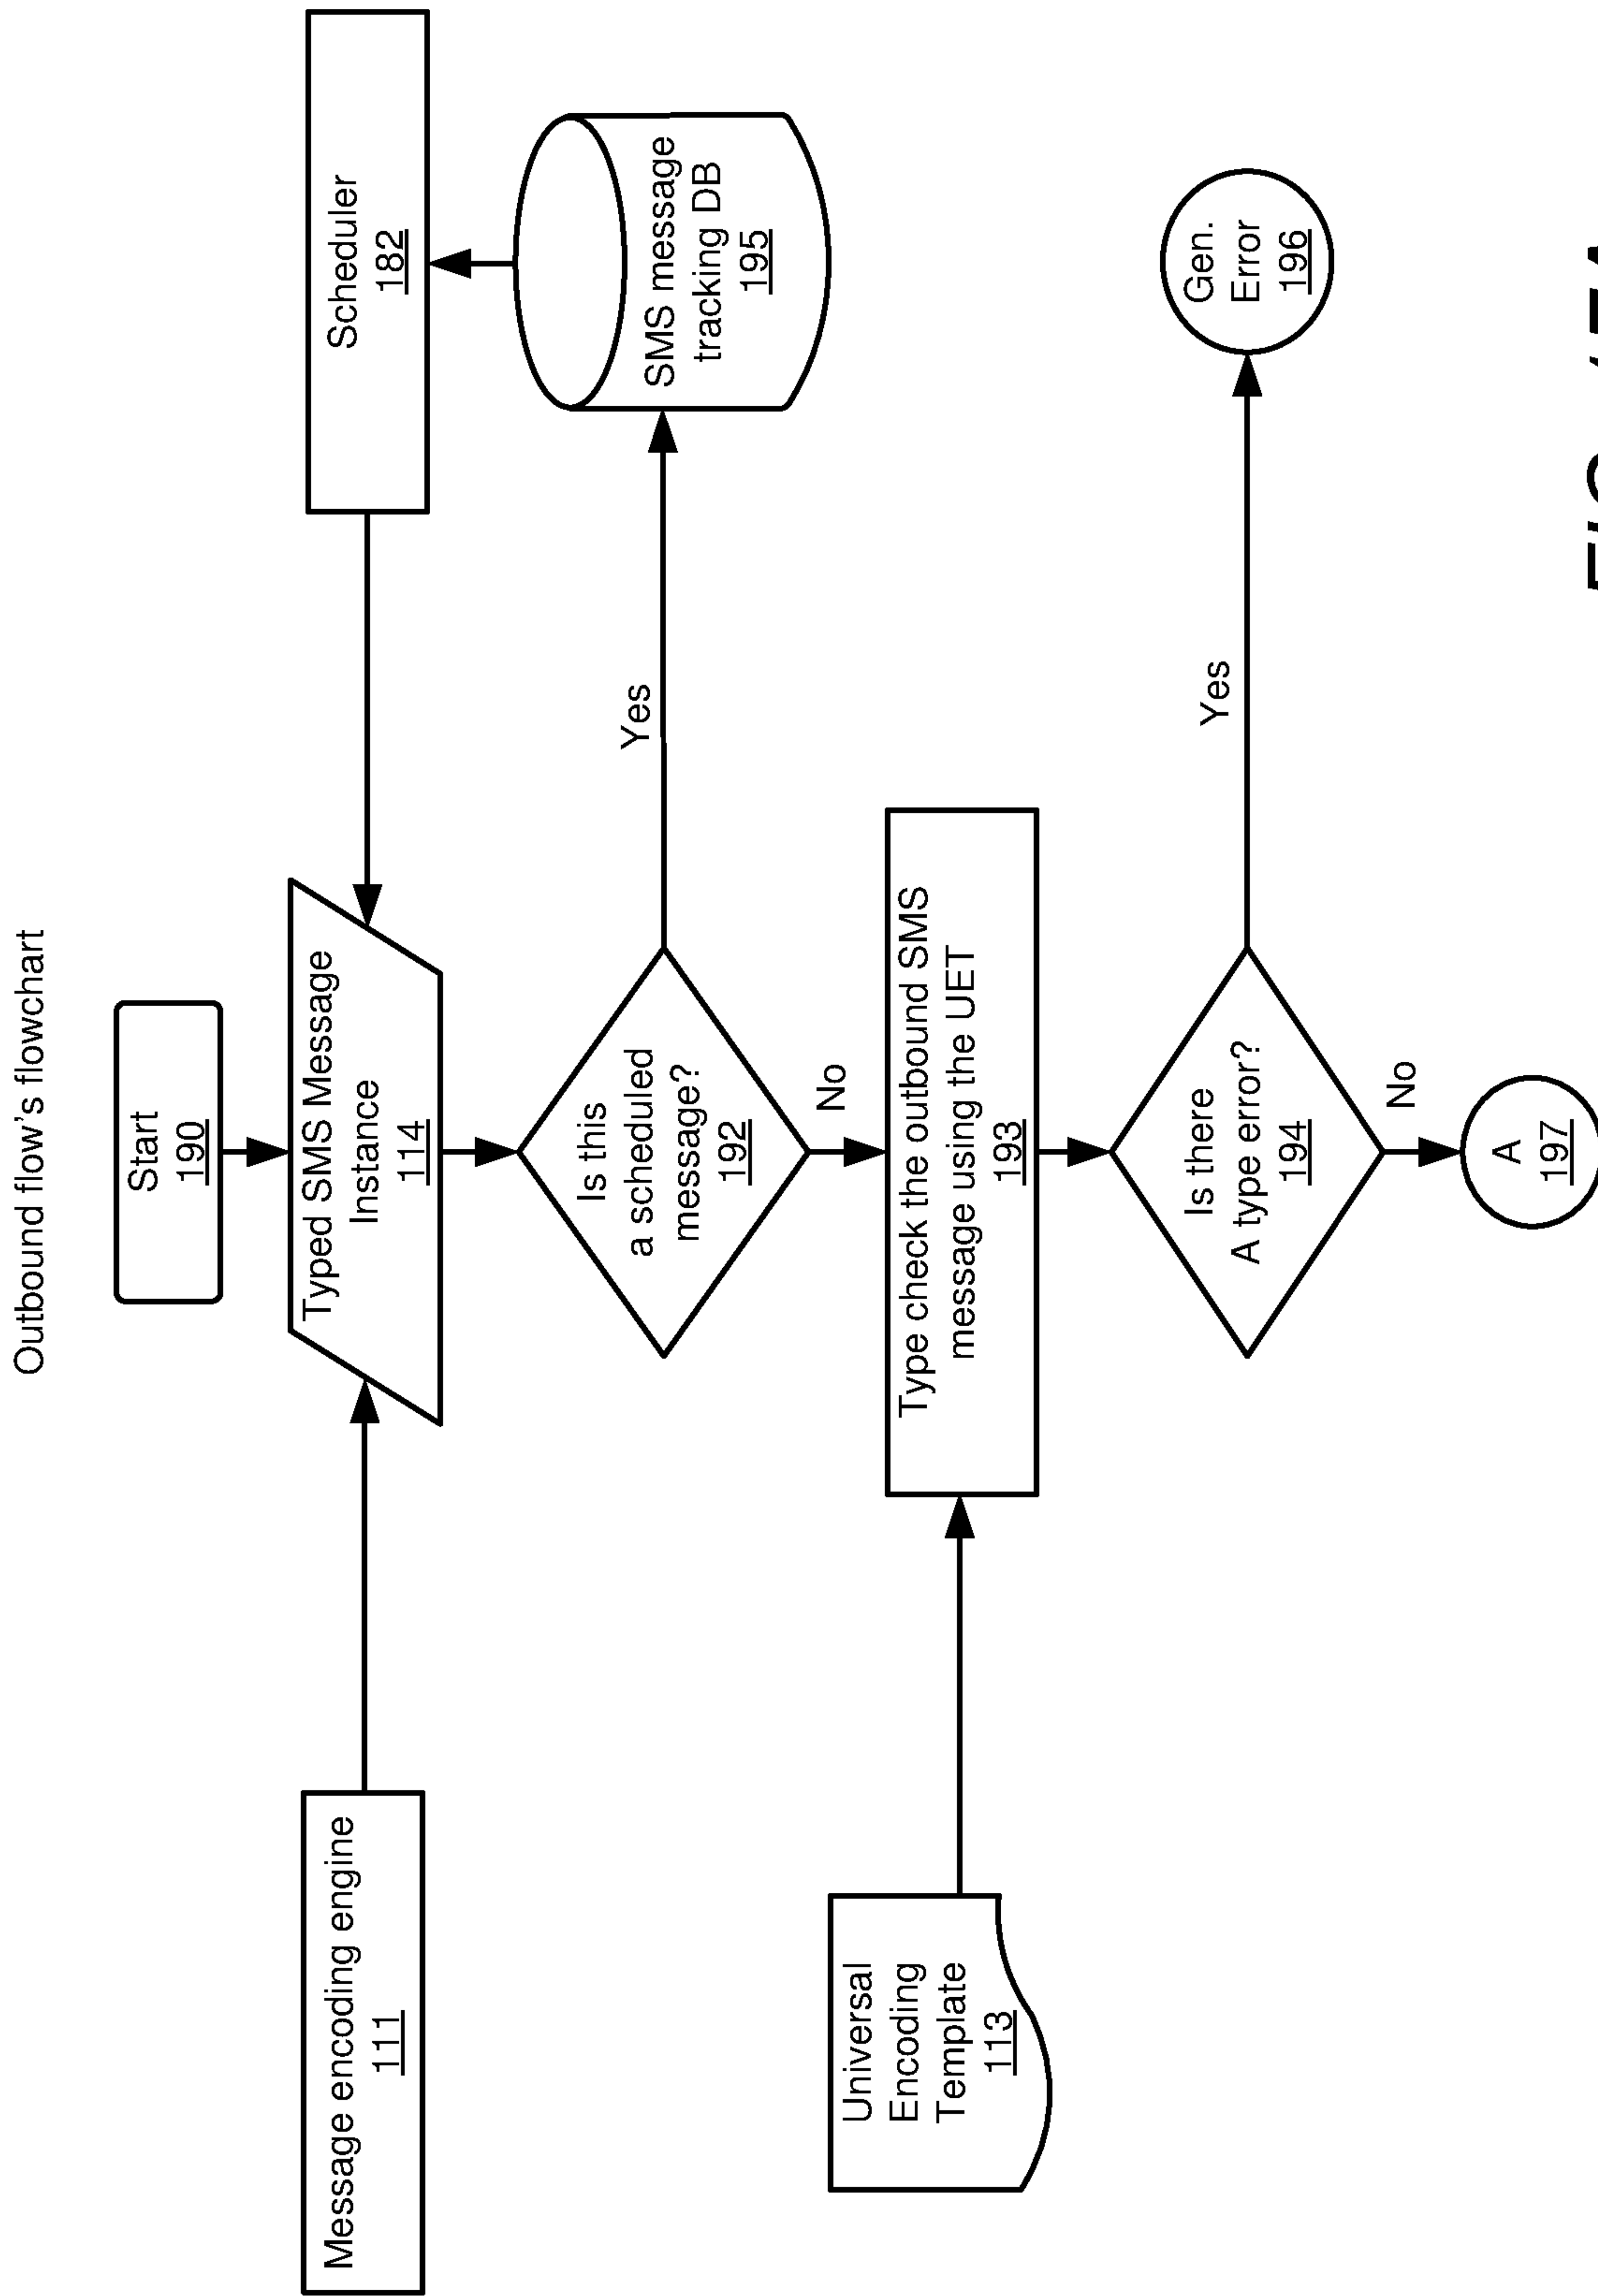 Outbound flow's flowchart
Start
190
Message encoding engine
111
Typed SMS Message
Instance
114
Scheduler
182
Is this
a scheduled
message?
192
Yes
SMS message
tracking DB
195
No
Universal
Encoding
Template
113
Type check the outbound SMS
message using the UET
193
Is there
A type error?
194
Yes
Gen.
Error
196
No
A
197